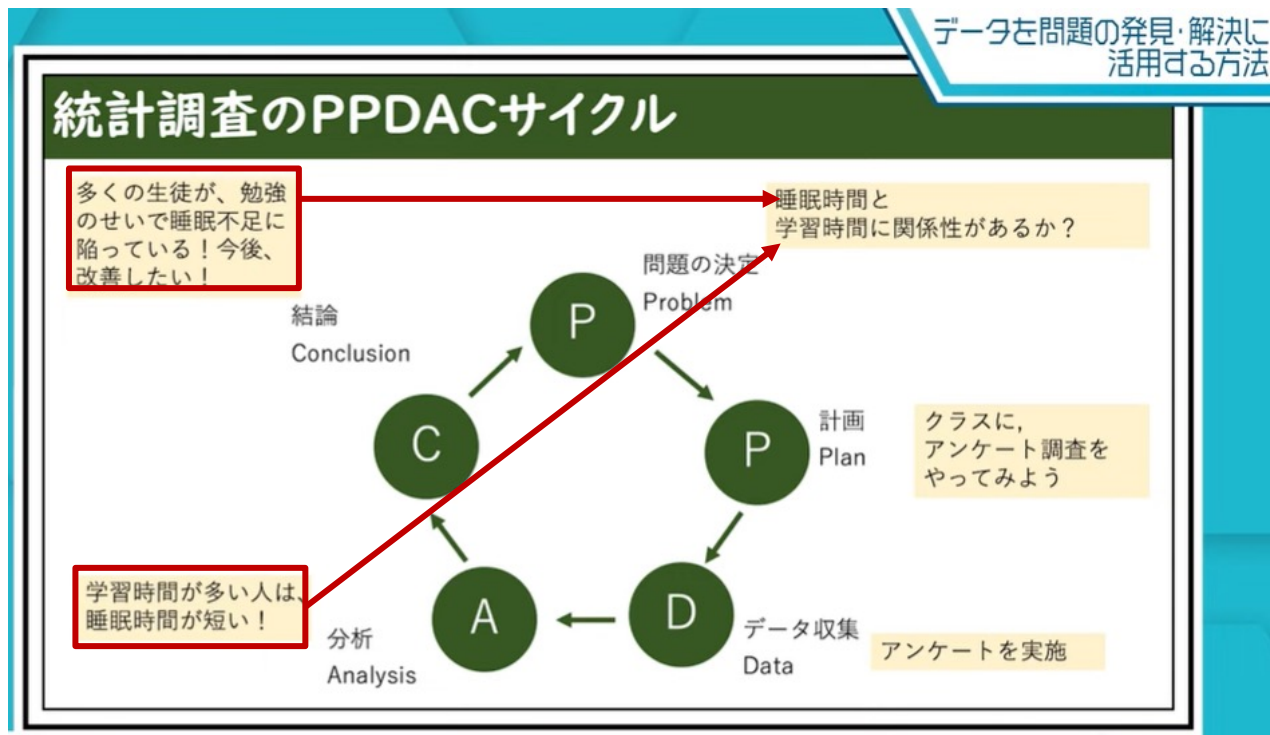 データを問題の発見・解決に
活用する方法
統計調査のPPDACサイクル
多くの生徒が、勉強
のせいで睡眠不足に
陥っている！今後、
改善したい！
睡眠時間と
学習時間に関係性があるか？
問題の決定
Problem
P
結論
Conclusion
C
計画
Plan
P
クラスに,
アンケート調査を
やってみよう
学習時間が多い人は、
睡眠時間が短い！
分析
Analysis
A
D
データ収集
Data
アンケートを実施